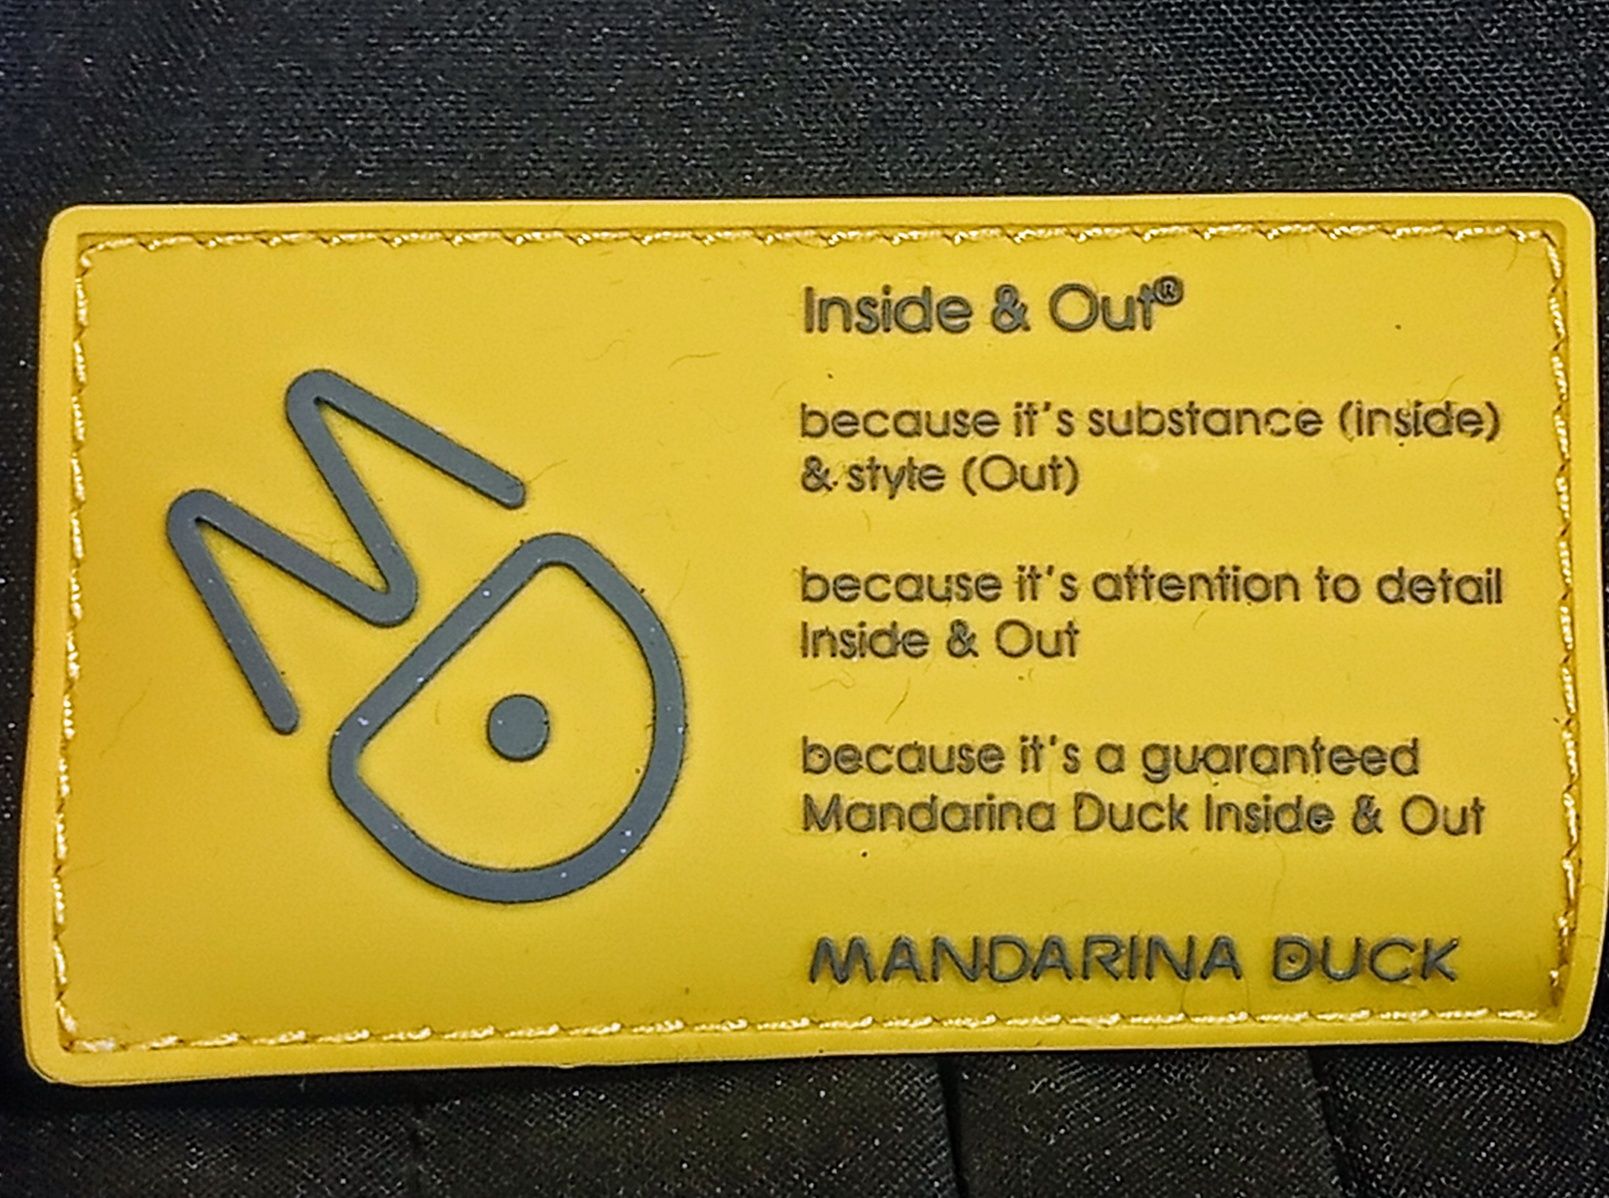 Inside & Out®
because it's substance (Inside)
& style (Out)
because it's attention to detail
Inside & Out
because it's a guaranteed
Mandarina Duck Inside & Out
MANDARINA DUCK
MD